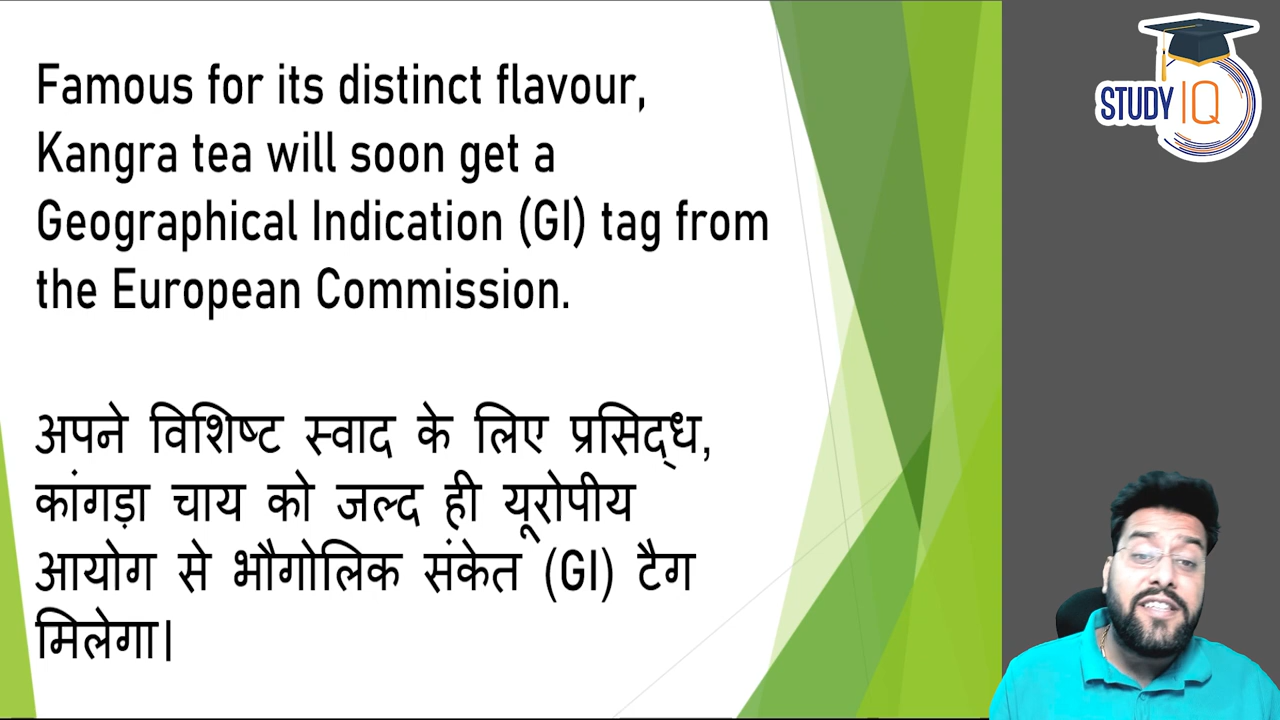 Famous for its distinct flavour,
Kangra tea will soon get a
Geographical Indication (GI) tag from
the European Commission.
अपने विशिष्ट स्वाद के लिए प्रसिद्ध,
कांगड़ा चाय को जल्द ही यूरोपीय
आयोग से भौगोलिक संकेत (GI) टैग
मिलेगा।
STUDY IQ